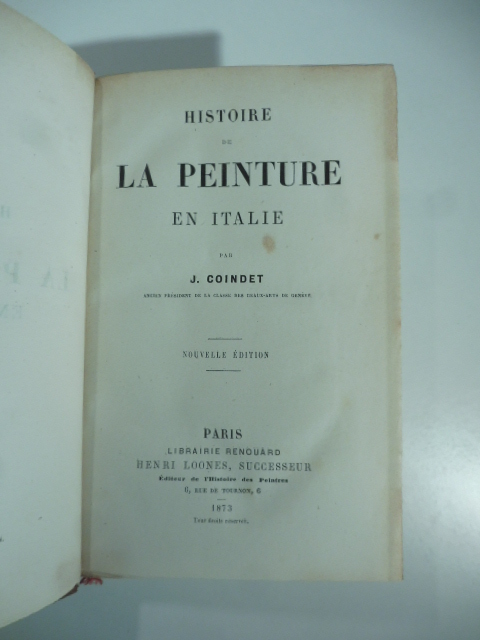 HISTOIRE
DE
LA PEINTURE
EN ITALIE
PAR
J. COINDET
ANCIEN PRÉSIDENT DE LA CLASSE DES BEAUX-ARTS DE GENÈVE
NOUVELLE ÉDITION
PARIS
LIBRAIRIE RENOUARD
HENRI LOONES, SUCCESSEUR
Éditeur de l'Histoire des Peintres
6, RUE DE TOURNON, 6
1873
Tout droits réservés.